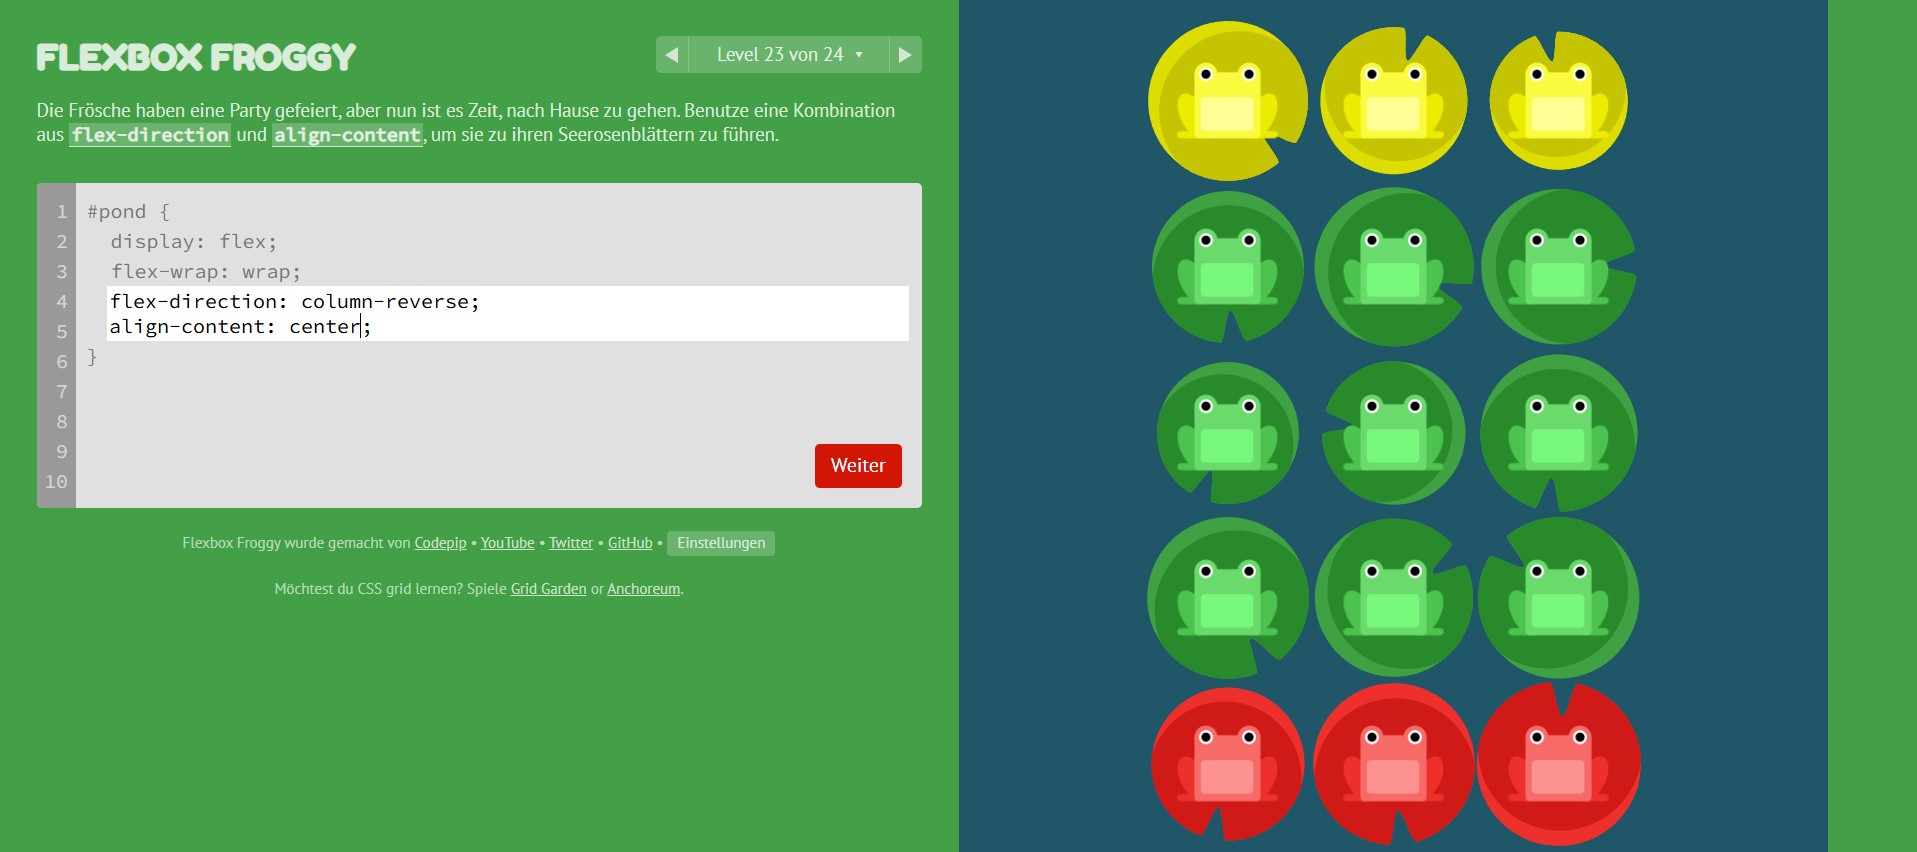 FLEXBOX FROGGY
◀ Level 23 von 24 ▾ ▶
Die Frösche haben eine Party gefeiert, aber nun ist es Zeit, nach Hause zu gehen. Benutze eine Kombination
aus flex-direction und align-content, um sie zu ihren Seerosenblättern zu führen.
1 #pond {
2 display: flex;
3 flex-wrap: wrap;
4 flex-direction: column-reverse;
5 align-content: center;
6 }
7
8
9
10
Weiter
Flexbox Froggy wurde gemacht von Codepip • YouTube • Twitter • GitHub • Einstellungen
Möchtest du CSS grid lernen? Spiele Grid Garden or Anchoreum.